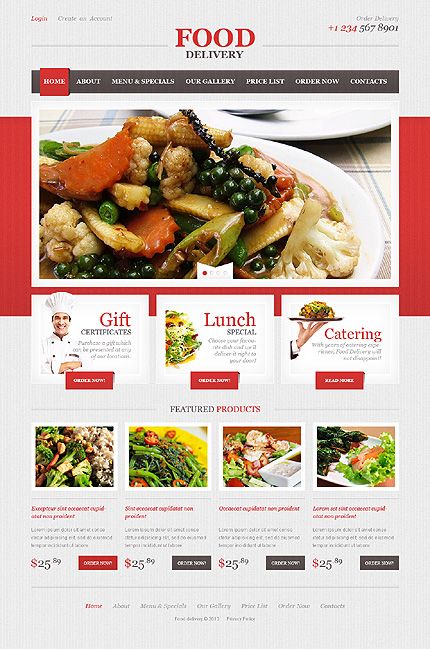 Login Create an Account
Order Delivery
+1 234 567 8901
FOOD
DELIVERY
HOME ABOUT MENU & SPECIALS OUR GALLERY PRICE LIST ORDER NOW CONTACTS
Gift
CERTIFICATES
Purchase a gift which
can be presented at any
of our locations.
ORDER NOW!
Lunch
SPECIAL
Choose your favou-
rite dish and we'll
deliver it right to
your door!
ORDER NOW!
Catering
With years of catering expe-
rience, Food Delivery will
not disappoint!
READ MORE
FEATURED PRODUCTS
Excepteur sint occaecat cupid-
atat non proident
Lorem ipsum dolor sit amet conse
ctetur adipisicing elit, sed do eiusmod
tempor incididunt ut labore
$25.89
ORDER NOW!
Sint occaecat cupidatat non
proident
Lorem ipsum dolor sit amet conse
ctetur adipisicing elit, sed do eiusmod
tempor incididunt ut labore
$25.89
ORDER NOW!
Occaecat cupidatat non proident
Lorem ipsum dolor sit amet conse
ctetur adipisicing elit, sed do eiusmod
tempor incididunt ut labore
$25.89
ORDER NOW!
Lorem set sint occaecat cupid-
atat non proident
Lorem ipsum dolor sit amet conse
ctetur adipisicing elit, sed do eiusmod
tempor incididunt ut labore
$25.89
ORDER NOW!
Home About Menu & Specials Our Gallery Price List Order Now Contacts
Food delivery © 2013 Privacy Policy